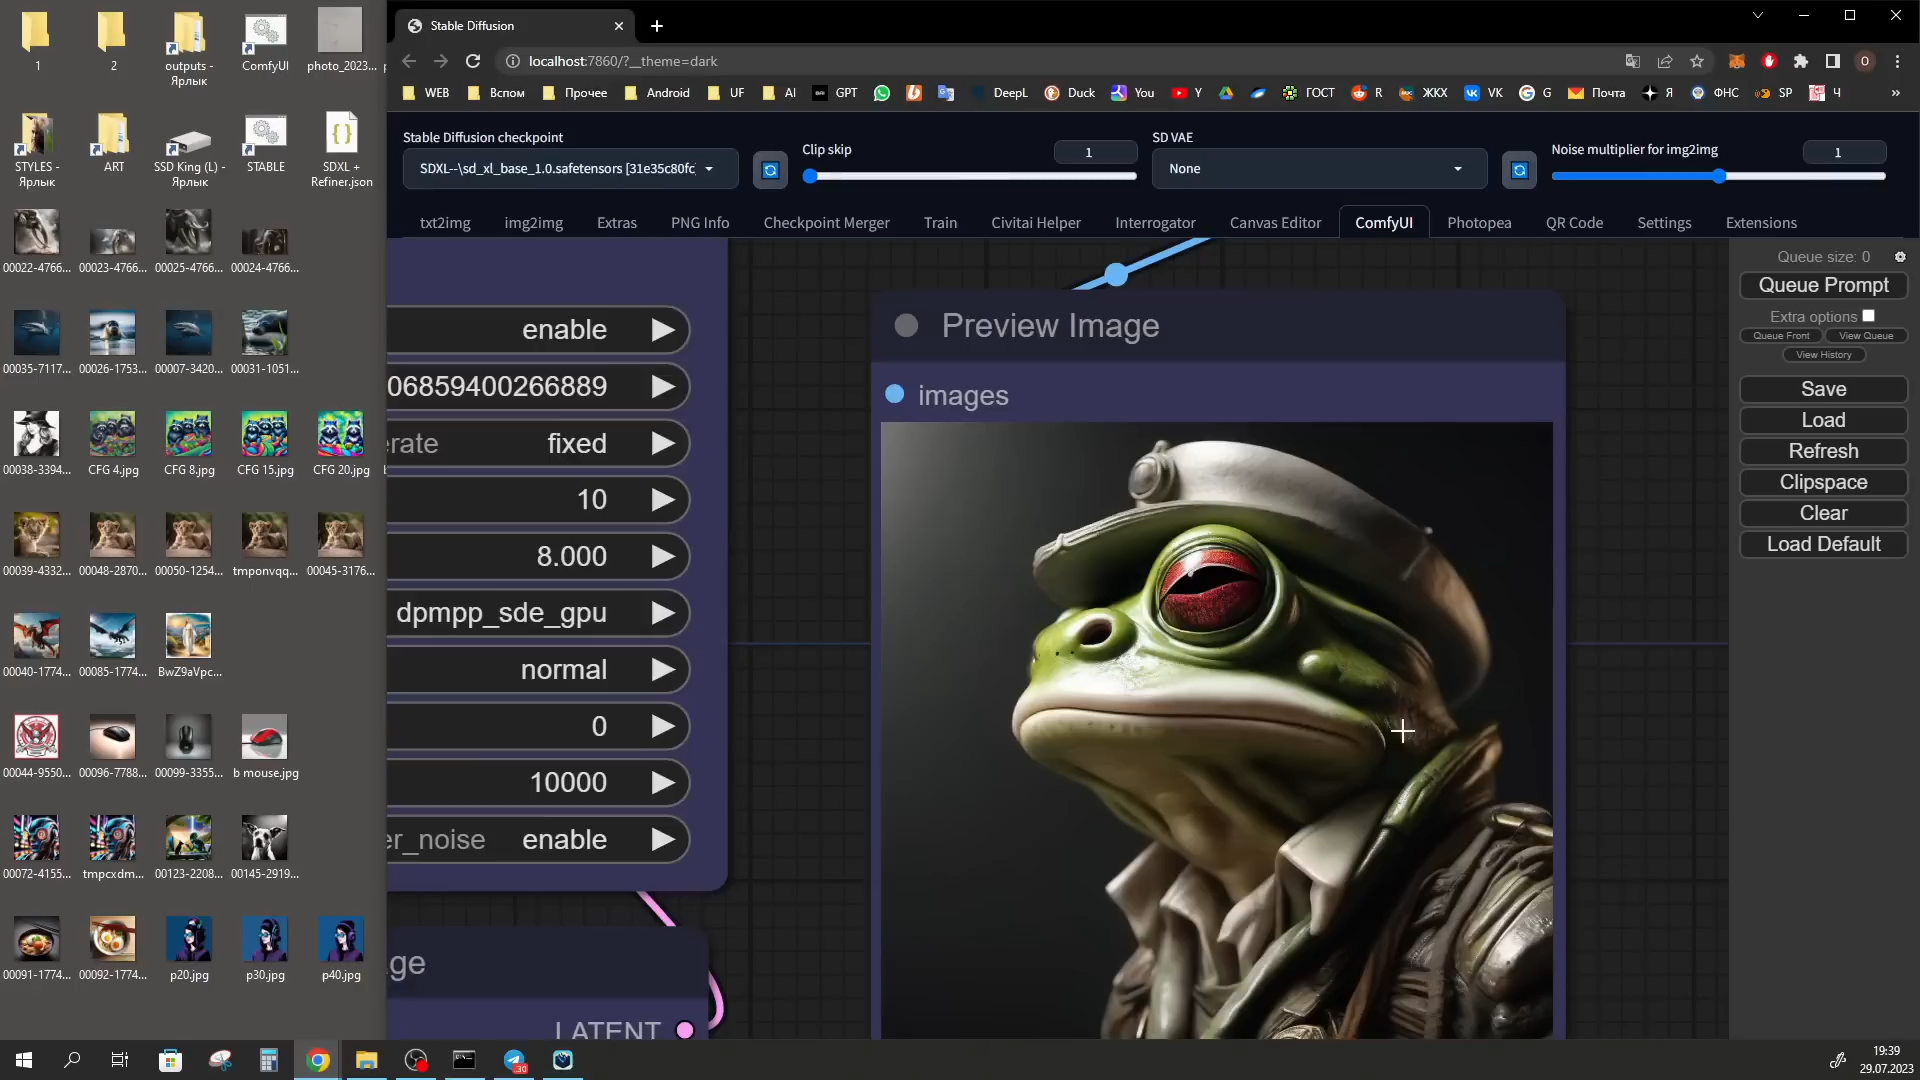 1
2
outputs -
Ярлык
ComfyUI
photo_2023...
STYLES -
Ярлык
ART
SSD King (L) -
Ярлык
STABLE
SDXL +
Refiner.json
00022-4766...
00023-4766...
00025-4766...
00024-4766...
00035-7117...
00026-1753...
00007-3420...
00031-1051...
00038-3394...
CFG 4.jpg
CFG 8.jpg
CFG 15.jpg
CFG 20.jpg
00039-4332...
00048-2870...
00050-1254...
tmponvqq...
00045-3176...
00040-1774...
00085-1774...
BwZ9aVpc...
00044-9550...
00096-7788...
00099-3355...
b mouse.jpg
00072-4155...
tmpcxdm...
00123-2208...
00145-2919...
00091-1774...
00092-1774...
p20.jpg
p30.jpg
p40.jpg
Stable Diffusion
localhost:7860/?__theme=dark
O
WEB
Вспом
Прочее
Android
UF
AI
GPT
DeepL
Duck
You
Y
ГОСТ
R
ЖКХ
VK
G
Почта
Я
ФНС
SP
Ч
»
Stable Diffusion checkpoint
SDXL--\sd_xl_base_1.0.safetensors [31e35c80fc
Clip skip
1
SD VAE
None
Noise multiplier for img2img
1
txt2img
img2img
Extras
PNG Info
Checkpoint Merger
Train
Civitai Helper
Interrogator
Canvas Editor
ComfyUI
Photopea
QR Code
Settings
Extensions
enable
06859400266889
erate
fixed
10
8.000
dpmpp_sde_gpu
normal
0
10000
er_noise
enable
ge
LATENT
Preview Image
images
Queue size: 0
Queue Prompt
Extra options
Queue Front
View Queue
View History
Save
Load
Refresh
Clipspace
Clear
Load Default
30
19:39
29.07.2023